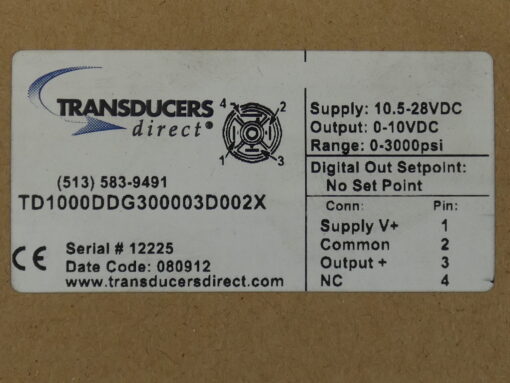 TRANSDUCERS
direct®
4 2
1 3
(513) 583-9491
TD1000DDG300003D002X
Serial # 12225
CE Date Code: 080912
www.transducersdirect.com
Supply: 10.5-28VDC
Output: 0-10VDC
Range: 0-3000psi
Digital Out Setpoint:
No Set Point
Conn: Pin:
Supply V+ 1
Common 2
Output + 3
NC 4